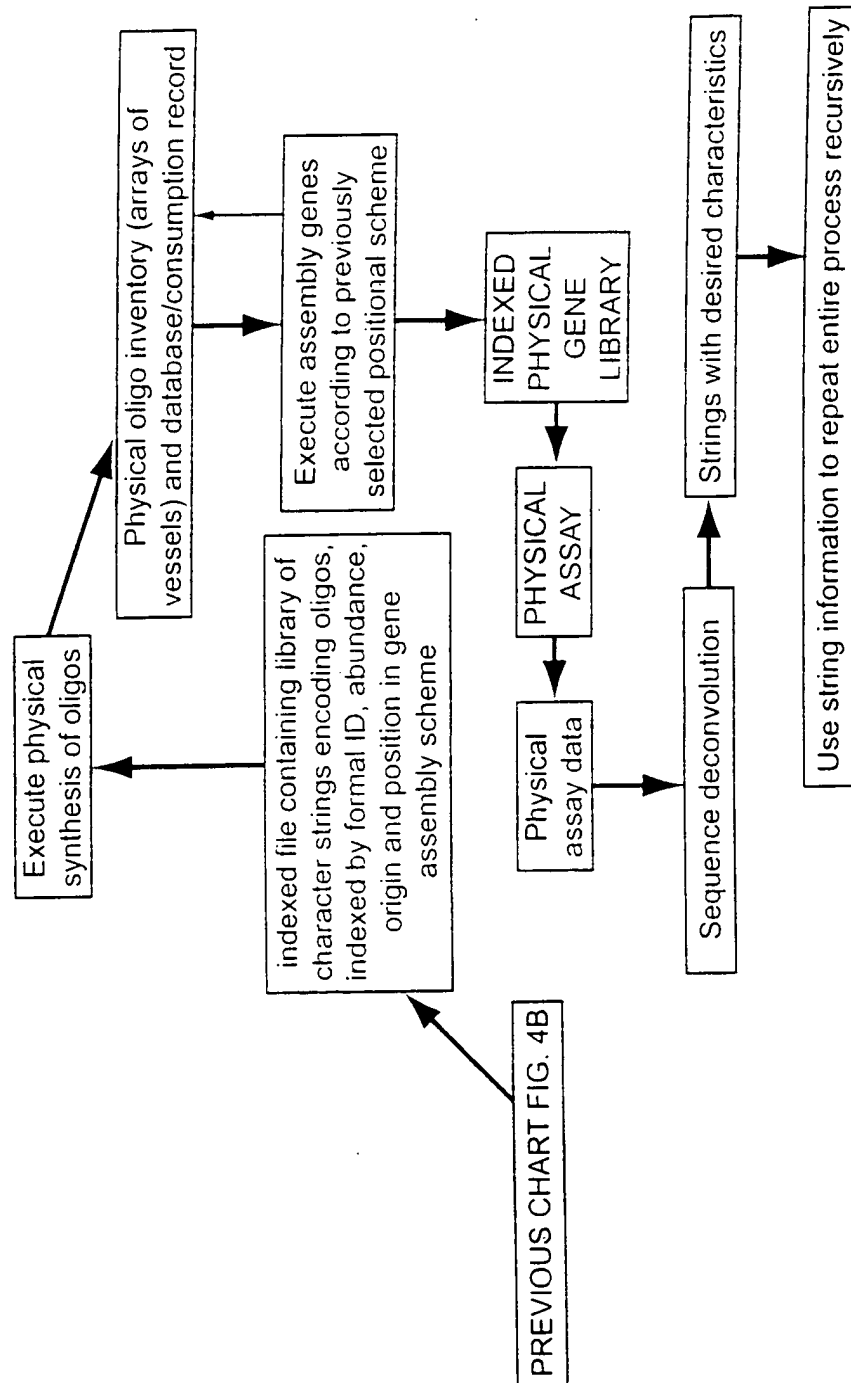 PREVIOUS CHART FIG. 4B
indexed file containing library of
character strings encoding oligos,
indexed by formal ID, abundance,
origin and position in gene
assembly scheme
Execute physical
synthesis of oligos
Physical oligo inventory (arrays of
vessels) and database/consumption record
Execute assembly genes
according to previously
selected positional scheme
INDEXED
PHYSICAL
GENE
LIBRARY
PHYSICAL
ASSAY
Physical
assay data
Sequence deconvolution
Strings with desired characteristics
Use string information to repeat entire process recursively